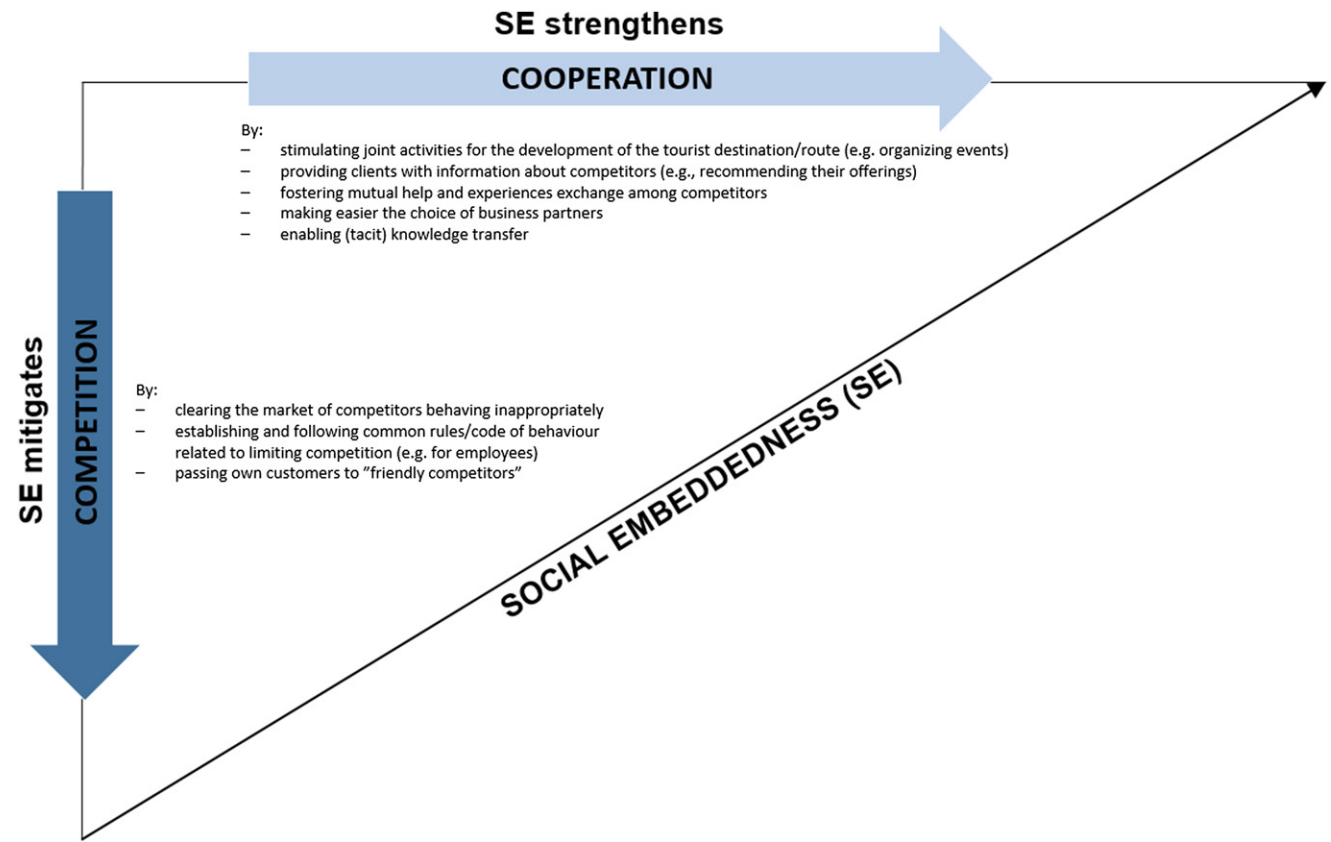 SE strengthens
COOPERATION
By:
– stimulating joint activities for the development of the tourist destination/route (e.g. organizing events)
– providing clients with information about competitors (e.g., recommending their offerings)
– fostering mutual help and experiences exchange among competitors
– making easier the choice of business partners
– enabling (tacit) knowledge transfer
SE mitigates
COMPETITION
By:
– clearing the market of competitors behaving inappropriately
– establishing and following common rules/code of behaviour
related to limiting competition (e.g. for employees)
– passing own customers to ”friendly competitors”
SOCIAL EMBEDDEDNESS (SE)